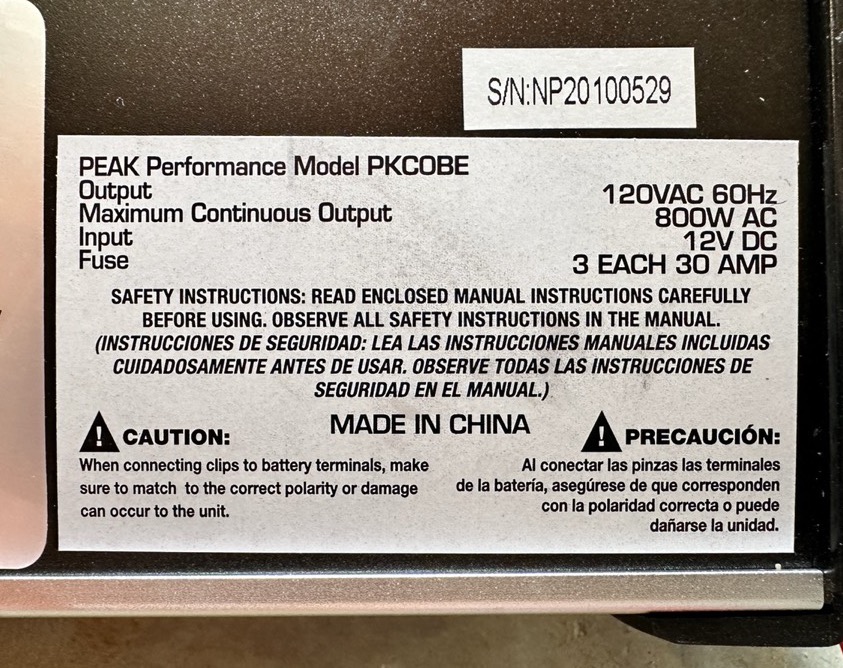 S/N:NP20100529
PEAK Performance Model PKC0BE
Output 120VAC 60Hz
Maximum Continuous Output 800W AC
Input 12V DC
Fuse 3 EACH 30 AMP
SAFETY INSTRUCTIONS: READ ENCLOSED MANUAL INSTRUCTIONS CAREFULLY
BEFORE USING. OBSERVE ALL SAFETY INSTRUCTIONS IN THE MANUAL.
(INSTRUCCIONES DE SEGURIDAD: LEA LAS INSTRUCCIONES MANUALES INCLUIDAS
CUIDADOSAMENTE ANTES DE USAR. OBSERVE TODAS LAS INSTRUCCIONES DE
SEGURIDAD EN EL MANUAL.)
MADE IN CHINA
CAUTION:
When connecting clips to battery terminals, make
sure to match to the correct polarity or damage
can occur to the unit.
PRECAUCIÓN:
Al conectar las pinzas las terminales
de la batería, asegúrese de que corresponden
con la polaridad correcta o puede
dañarse la unidad.